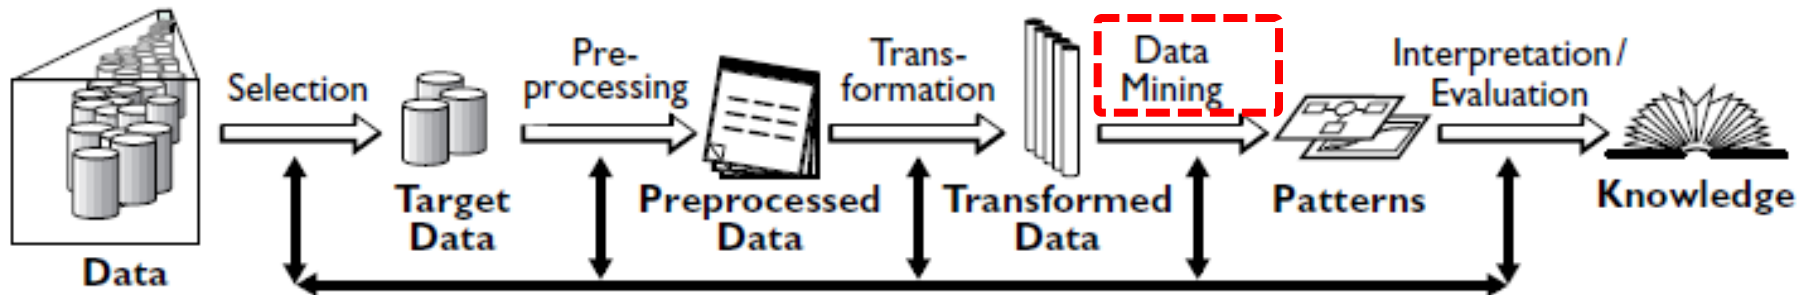 Data
Selection
Target
Data
Pre-
processing
Preprocessed
Data
Trans-
formation
Transformed
Data
Data
Mining
Patterns
Interpretation/
Evaluation
Knowledge